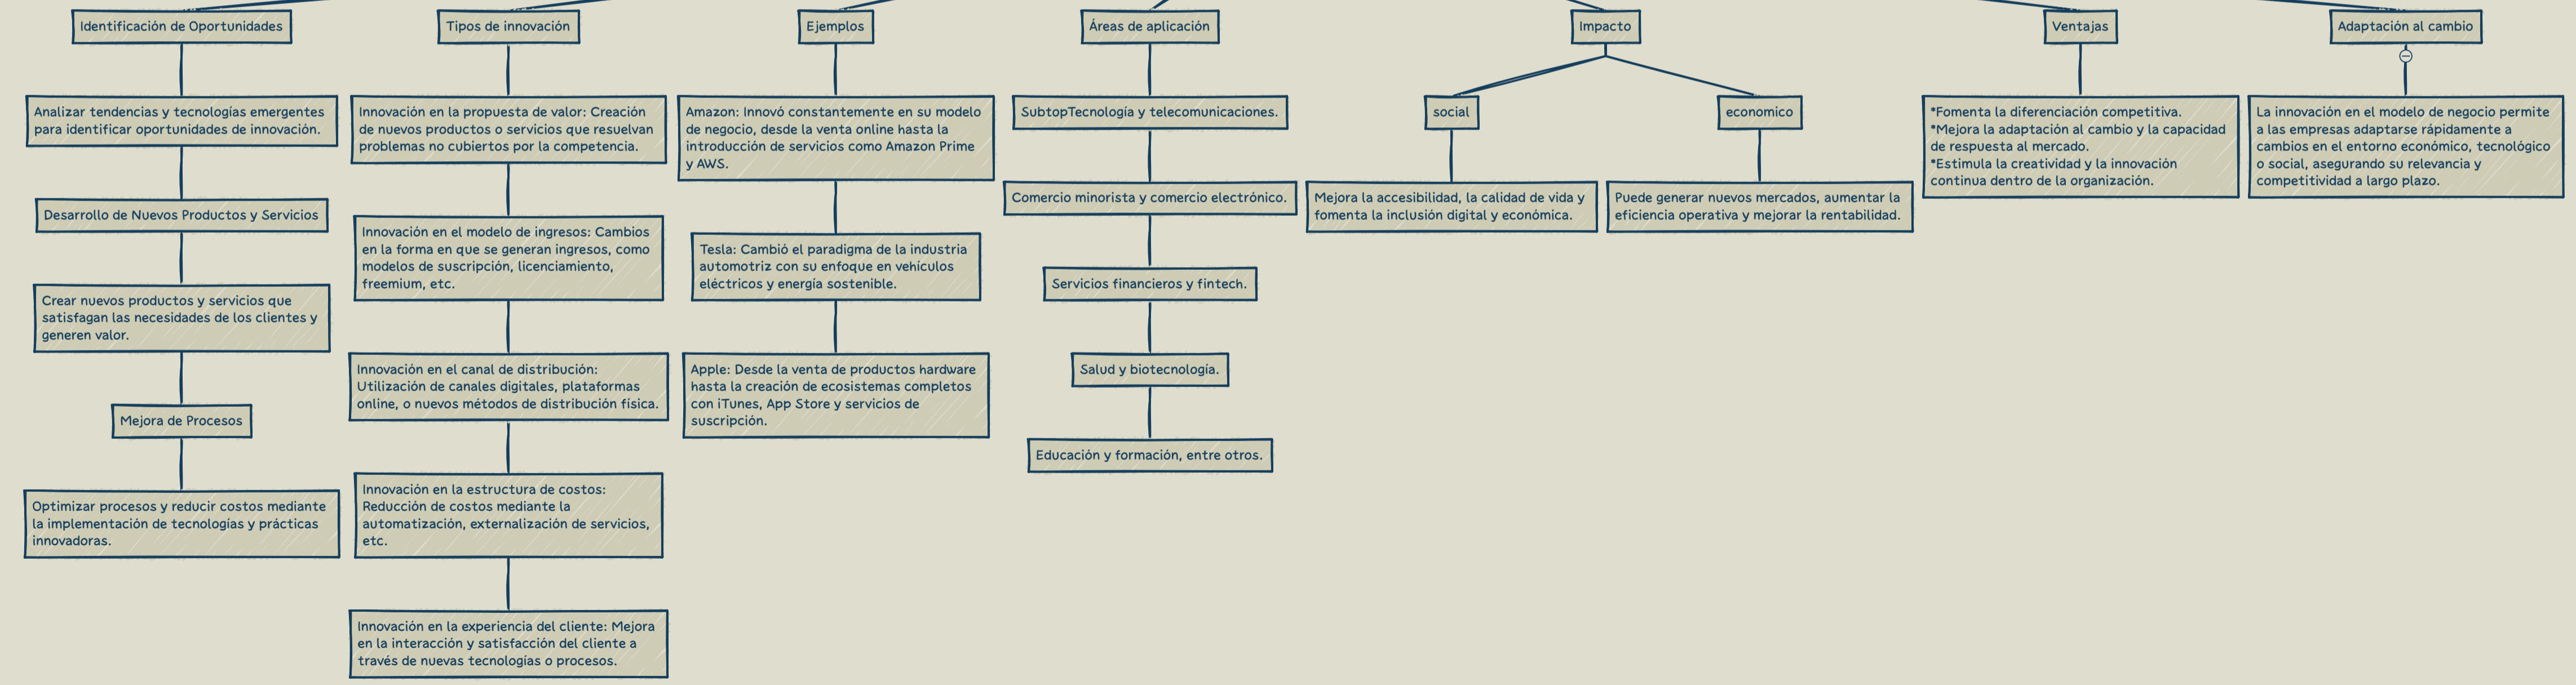 Identificación de Oportunidades
Analizar tendencias y tecnologías emergentes
para identificar oportunidades de innovación.
Desarrollo de Nuevos Productos y Servicios
Crear nuevos productos y servicios que
satisfagan las necesidades de los clientes y
generen valor.
Mejora de Procesos
Optimizar procesos y reducir costos mediante
la implementación de tecnologías y prácticas
innovadoras.
Tipos de innovación
Innovación en la propuesta de valor: Creación
de nuevos productos o servicios que resuelvan
problemas no cubiertos por la competencia.
Innovación en el modelo de ingresos: Cambios
en la forma en que se generan ingresos, como
modelos de suscripción, licenciamiento,
freemium, etc.
Innovación en el canal de distribución:
Utilización de canales digitales, plataformas
online, o nuevos métodos de distribución física.
Innovación en la estructura de costos:
Reducción de costos mediante la
automatización, externalización de servicios,
etc.
Innovación en la experiencia del cliente: Mejora
en la interacción y satisfacción del cliente a
través de nuevas tecnologías o procesos.
Ejemplos
Amazon: Innovó constantemente en su modelo
de negocio, desde la venta online hasta la
introducción de servicios como Amazon Prime
y AWS.
Tesla: Cambió el paradigma de la industria
automotriz con su enfoque en vehículos
eléctricos y energía sostenible.
Apple: Desde la venta de productos hardware
hasta la creación de ecosistemas completos
con iTunes, App Store y servicios de
suscripción.
Áreas de aplicación
SubtopTecnología y telecomunicaciones.
Comercio minorista y comercio electrónico.
Servicios financieros y fintech.
Salud y biotecnología.
Educación y formación, entre otros.
Impacto
social
Mejora la accesibilidad, la calidad de vida y
fomenta la inclusión digital y económica.
economico
Puede generar nuevos mercados, aumentar la
eficiencia operativa y mejorar la rentabilidad.
Ventajas
*Fomenta la diferenciación competitiva.
*Mejora la adaptación al cambio y la capacidad
de respuesta al mercado.
*Estimula la creatividad y la innovación
continua dentro de la organización.
Adaptación al cambio
La innovación en el modelo de negocio permite
a las empresas adaptarse rápidamente a
cambios en el entorno económico, tecnológico
o social, asegurando su relevancia y
competitividad a largo plazo.